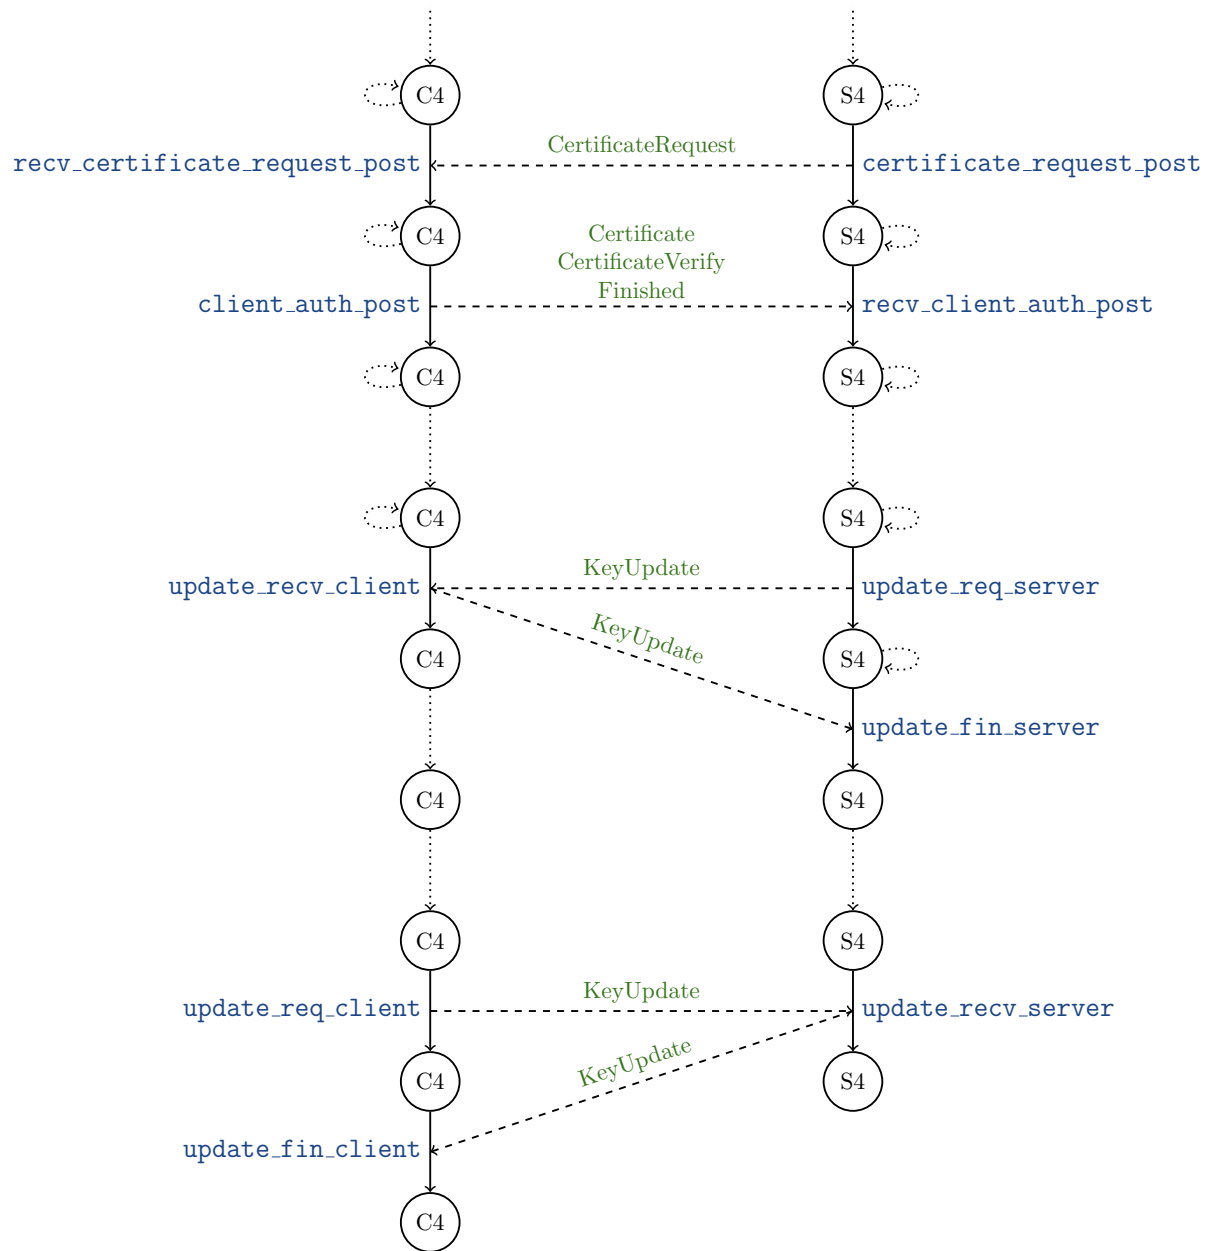 C4
S4
CertificateRequest
recv_certificate_request_post
certificate_request_post
C4
S4
Certificate
CertificateVerify
Finished
client_auth_post
recv_client_auth_post
C4
S4
C4
S4
KeyUpdate
update_recv_client
update_req_server
KeyUpdate
C4
S4
update_fin_server
C4
S4
C4
S4
KeyUpdate
update_req_client
update_recv_server
KeyUpdate
C4
S4
update_fin_client
C4